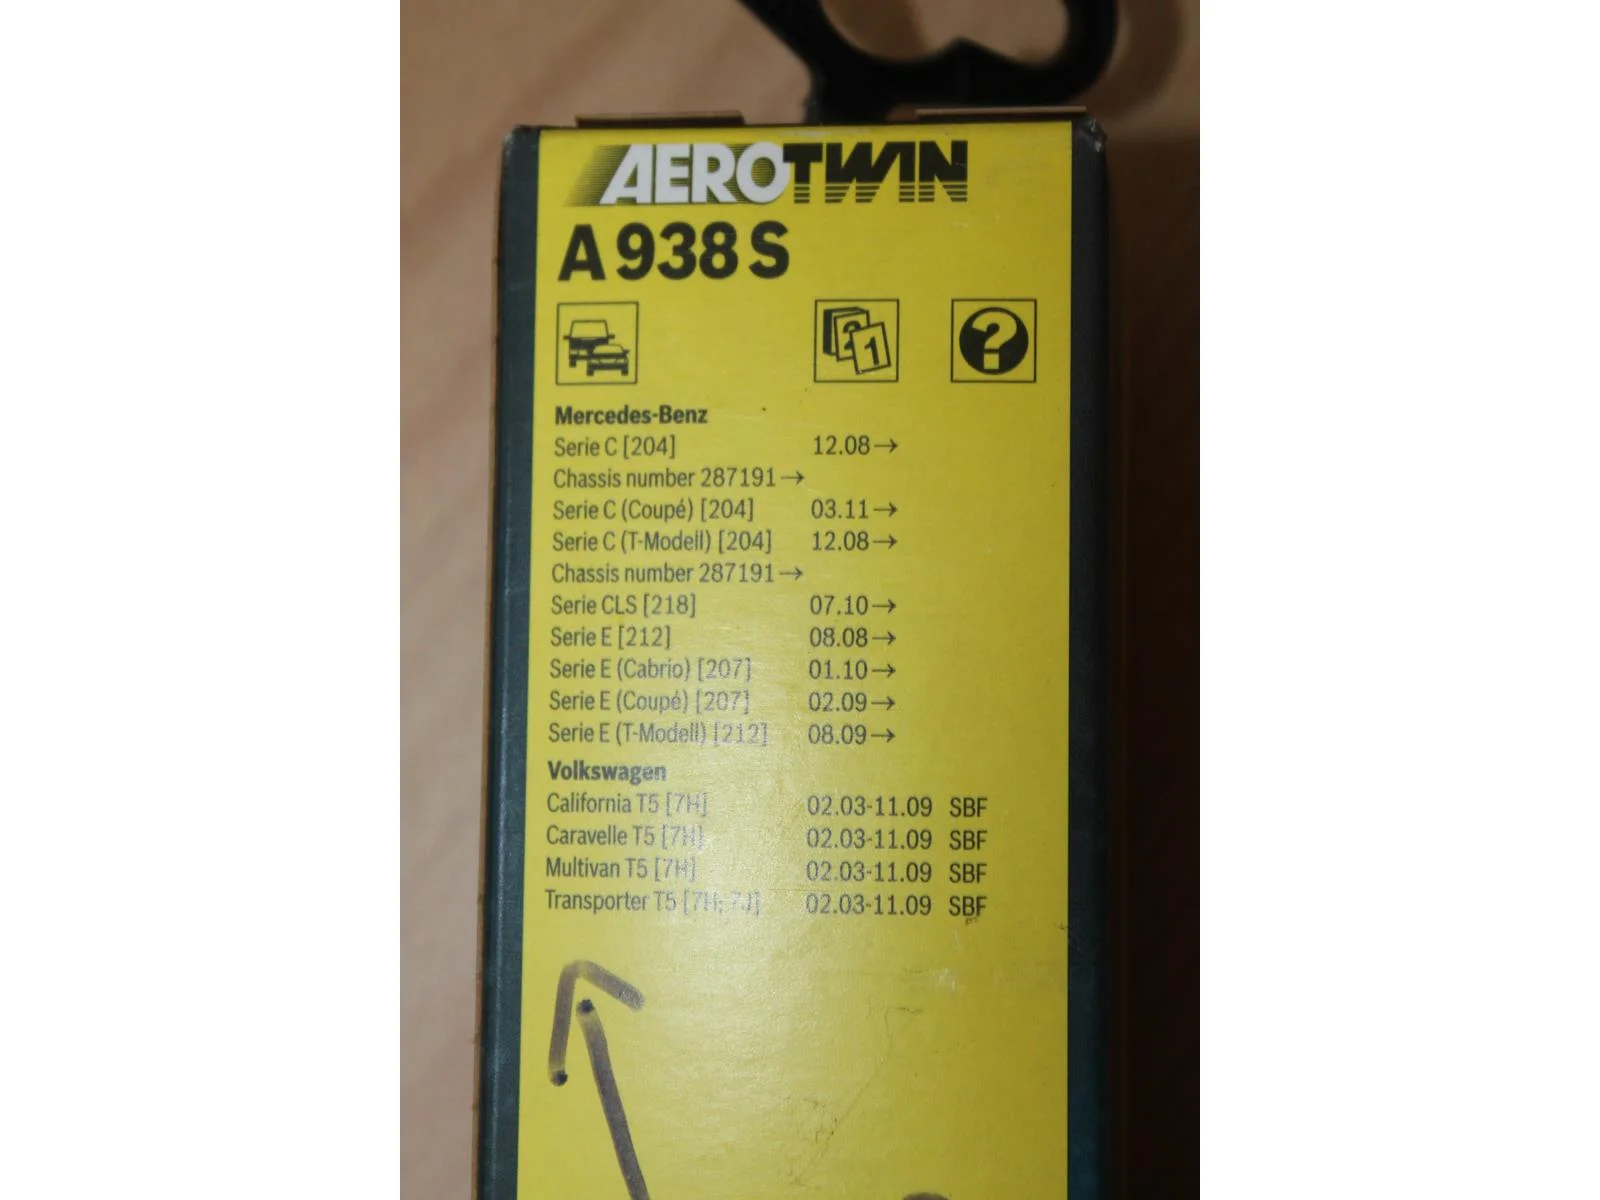 AEROTWIN
A938S
21
?
Mercedes-Benz
Serie C [204] 12.08→
Chassis number 287191→
Serie C (Coupé) [204] 03.11→
Serie C (T-Modell) [204] 12.08→
Chassis number 287191→
Serie CLS [218] 07.10→
Serie E [212] 08.08→
Serie E (Cabrio) [207] 01.10→
Serie E (Coupé) [207] 02.09→
Serie E (T-Modell) [212] 08.09→
Volkswagen
California T5 [7H] 02.03-11.09 SBF
Caravelle T5 [7H] 02.03-11.09 SBF
Multivan T5 [7H] 02.03-11.09 SBF
Transporter T5 [7H; 7J] 02.03-11.09 SBF